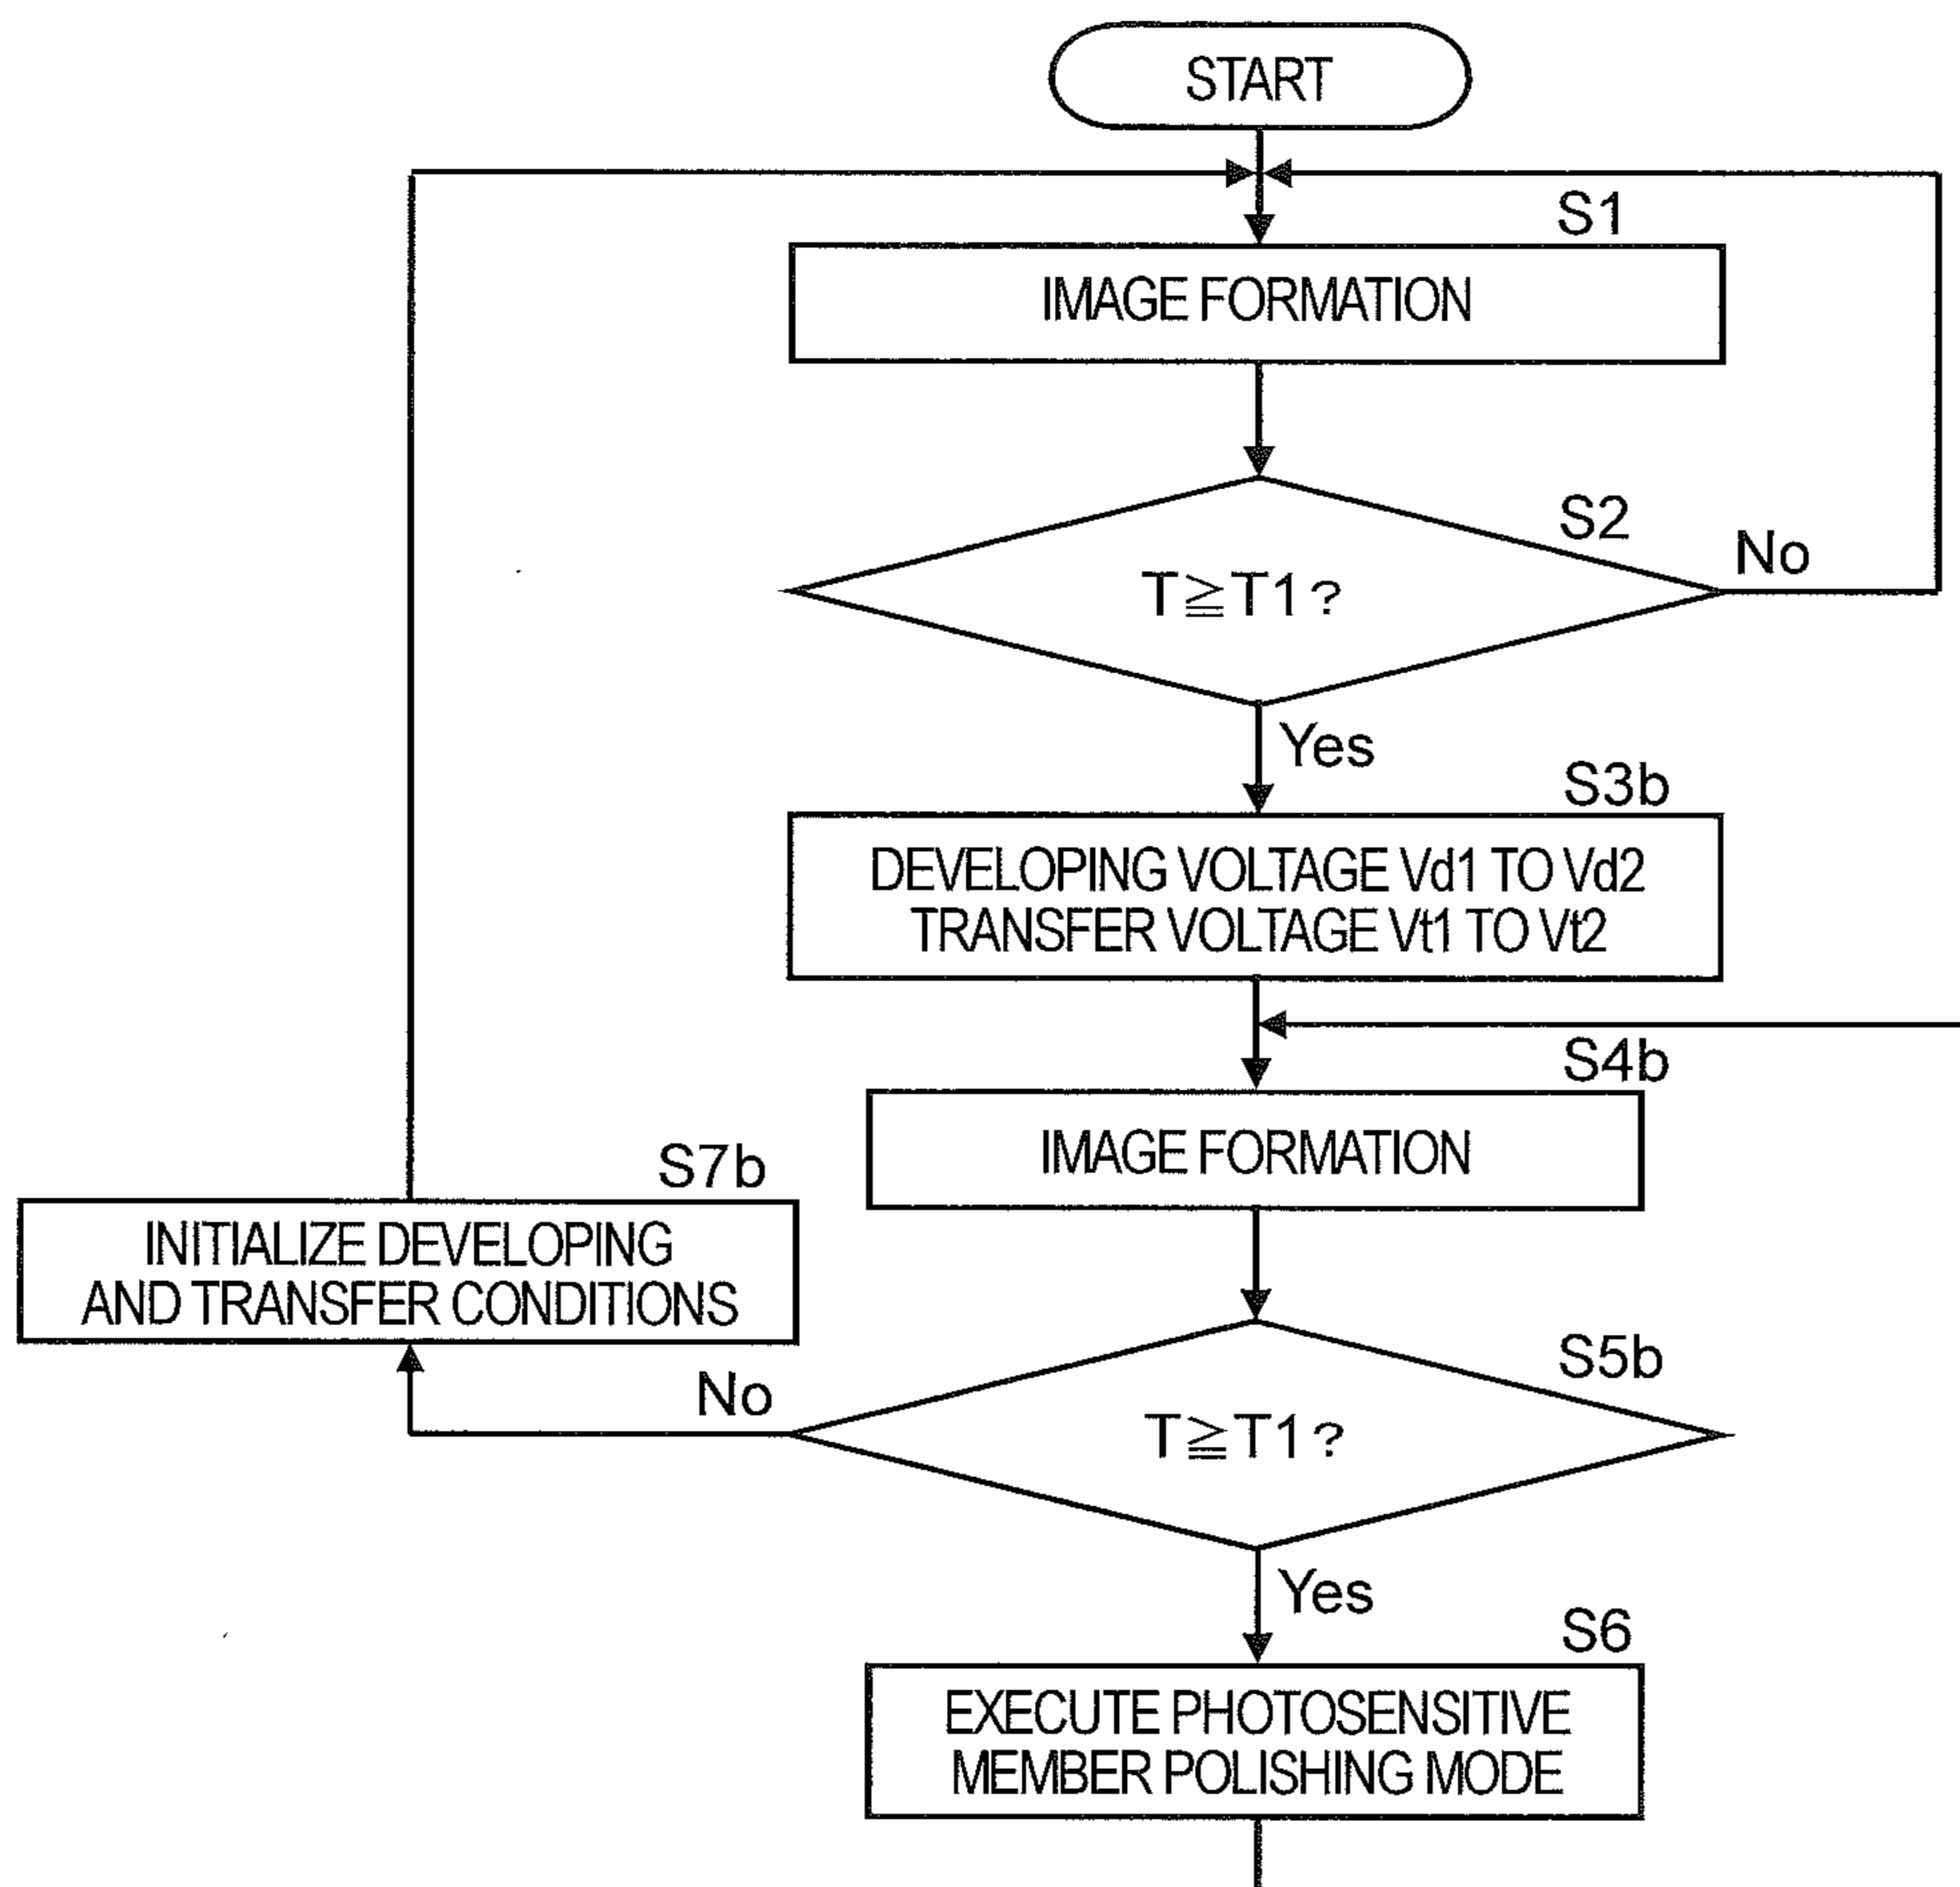 START
S1
IMAGE FORMATION
S2
T≧T1?
No
Yes
S3b
DEVELOPING VOLTAGE Vd1 TO Vd2
TRANSFER VOLTAGE Vt1 TO Vt2
S4b
IMAGE FORMATION
S7b
INITIALIZE DEVELOPING
AND TRANSFER CONDITIONS
S5b
No
T≧T1?
Yes
S6
EXECUTE PHOTOSENSITIVE
MEMBER POLISHING MODE